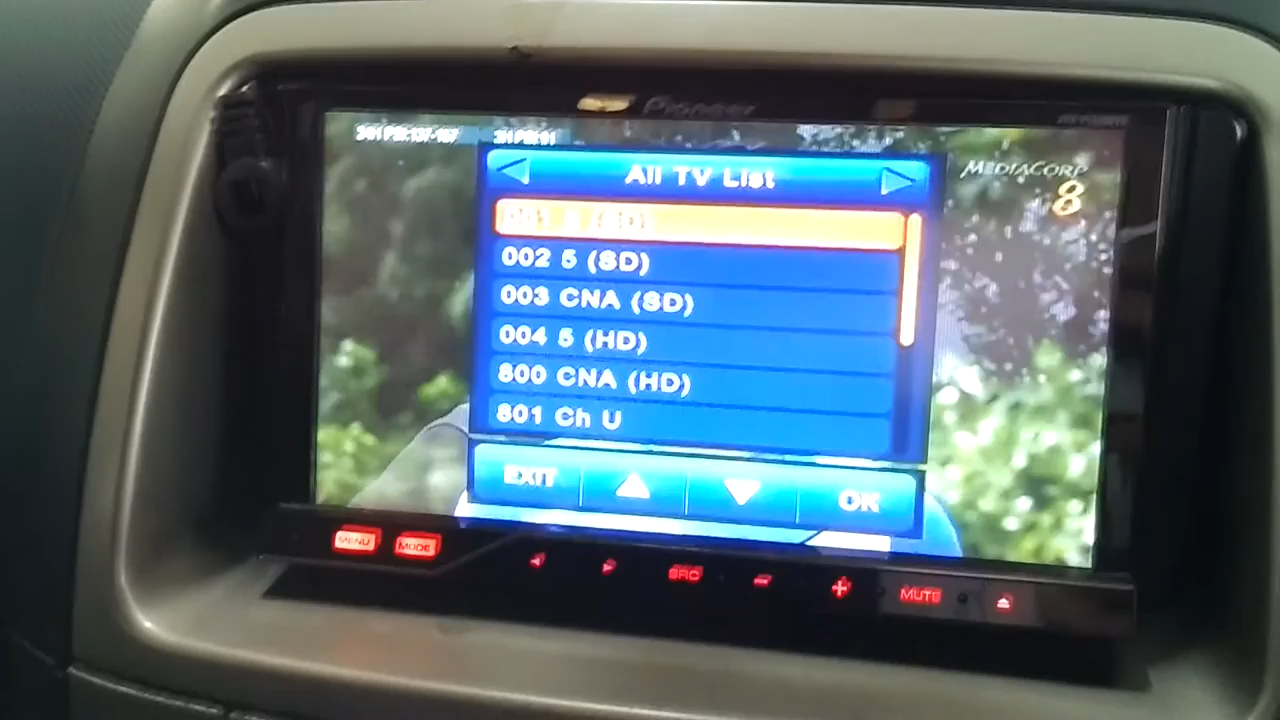 Pioneer
All TV List
MEDIACORP
8
002 5 (SD)
003 CNA (SD)
004 5 (HD)
800 CNA (HD)
801 Ch U
EXIT
OK
MENU
MODE
SRC
MUTE